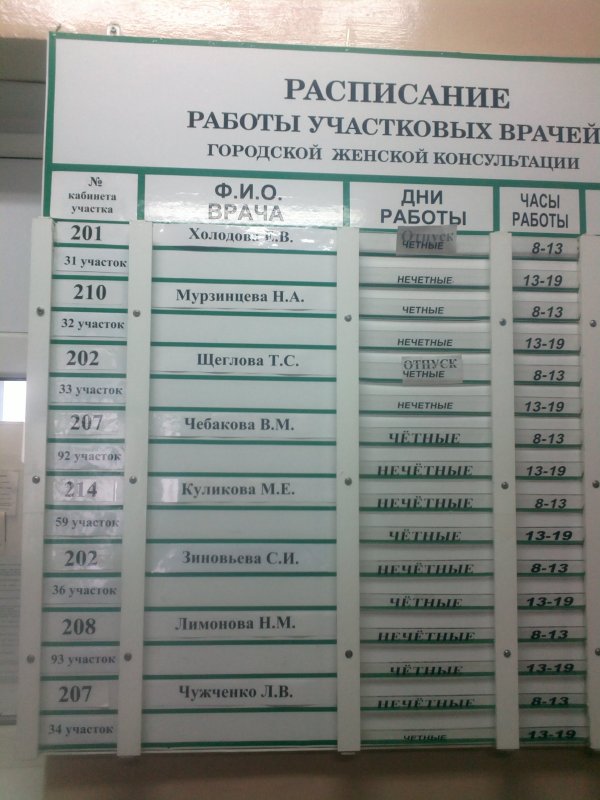 РАСПИСАНИЕ
РАБОТЫ УЧАСТКОВЫХ ВРАЧЕЙ
ГОРОДСКОЙ ЖЕНСКОЙ КОНСУЛЬТАЦИИ
№ кабинета участка
Ф.И.О. ВРАЧА
ДНИ РАБОТЫ
ЧАСЫ РАБОТЫ
201 Холодова Е.В. Отпуск ЧЕТНЫЕ 8-13
31 участок НЕЧЕТНЫЕ 13-19
210 Мурзинцева Н.А. ЧЕТНЫЕ 8-13
32 участок НЕЧЕТНЫЕ 13-19
202 Щеглова Т.С. ОТПУСК ЧЕТНЫЕ 8-13
33 участок НЕЧЕТНЫЕ 13-19
207 Чебакова В.М. ЧЁТНЫЕ 8-13
92 участок НЕЧЁТНЫЕ 13-19
214 Куликова М.Е. НЕЧЁТНЫЕ 8-13
59 участок ЧЁТНЫЕ 13-19
202 Зиновьева С.И. НЕЧЁТНЫЕ 8-13
36 участок ЧЁТНЫЕ 13-19
208 Лимонова Н.М. НЕЧЁТНЫЕ 8-13
93 участок ЧЁТНЫЕ 13-19
207 Чужченко Л.В. НЕЧЁТНЫЕ 8-13
34 участок ЧЕТНЫЕ 13-19